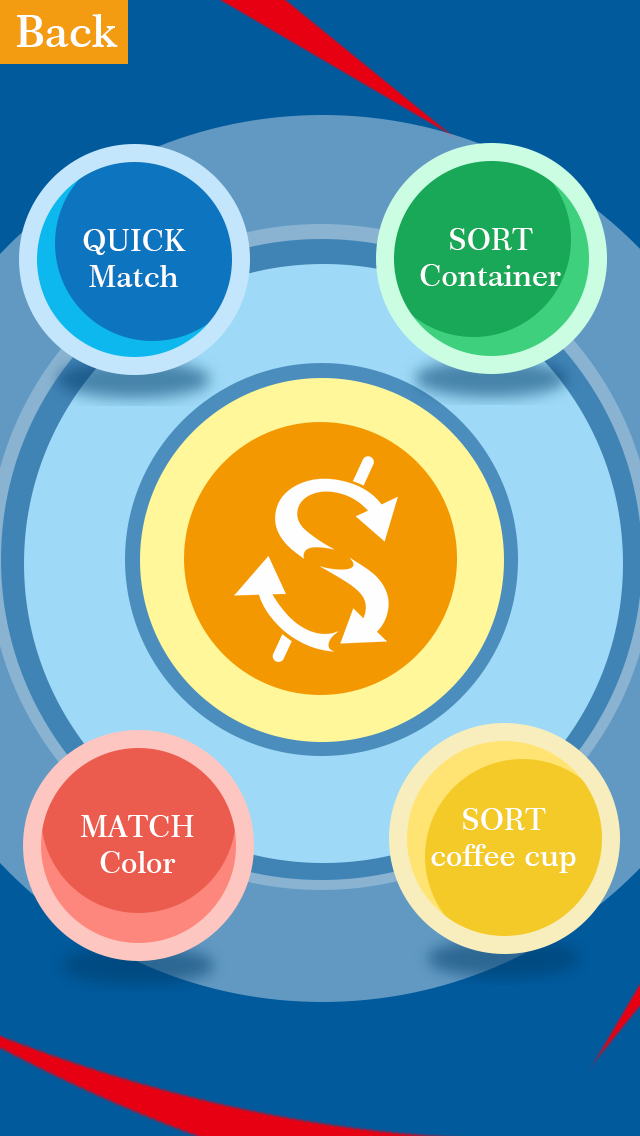 Back
QUICK
Match
SORT
Container
MATCH
Color
SORT
coffee cup